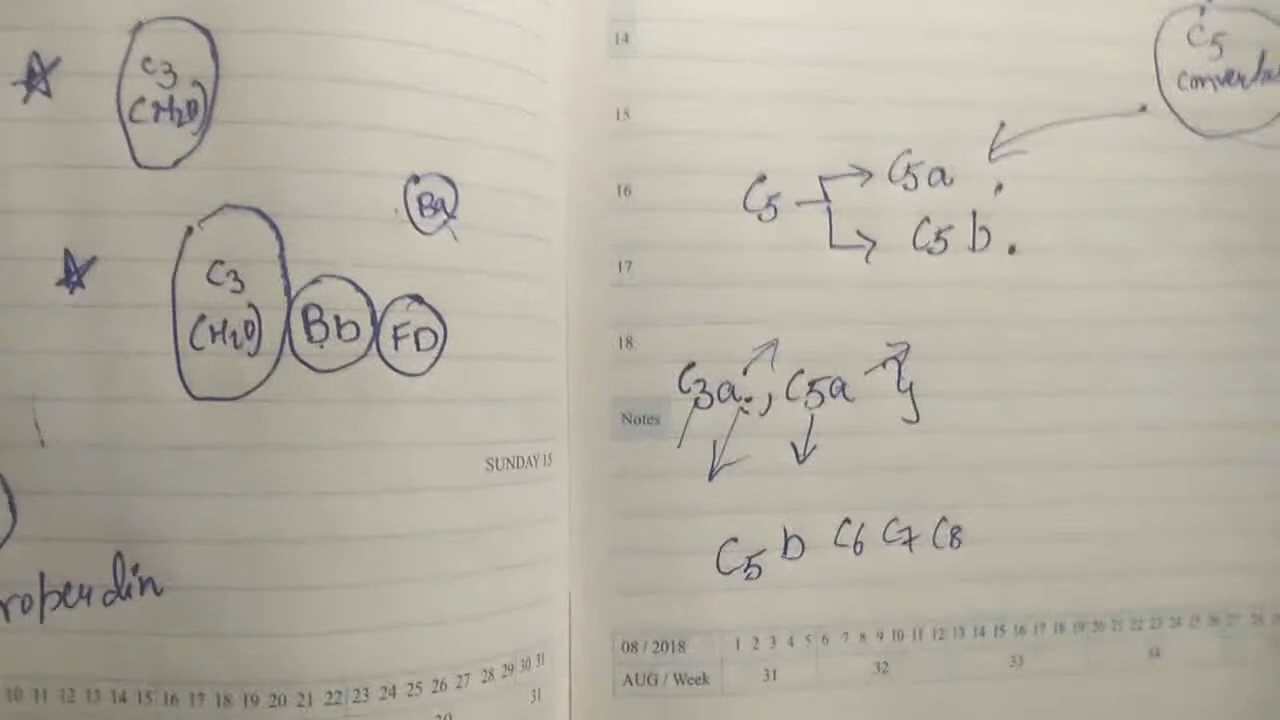 C3
(H2O)
Ba
C3
(H2O)
Bb
FD
SUNDAY 15
10 11 12 13 14 15 16 17 18 19 20 21 22 23 24 25 26 27 28 29 30 31
31
14
15
16
17
18
Notes
C5
C5
C5a
C5b.
C3a., C5a
C5b C6 C7 C8
08 / 2018
1 2 3 4 5 6 7 8 9 10 11 12 13 14 15 16 17 18 19 20 21 22 23 24 25 26 27 28
AUG / Week
31 32 33 34